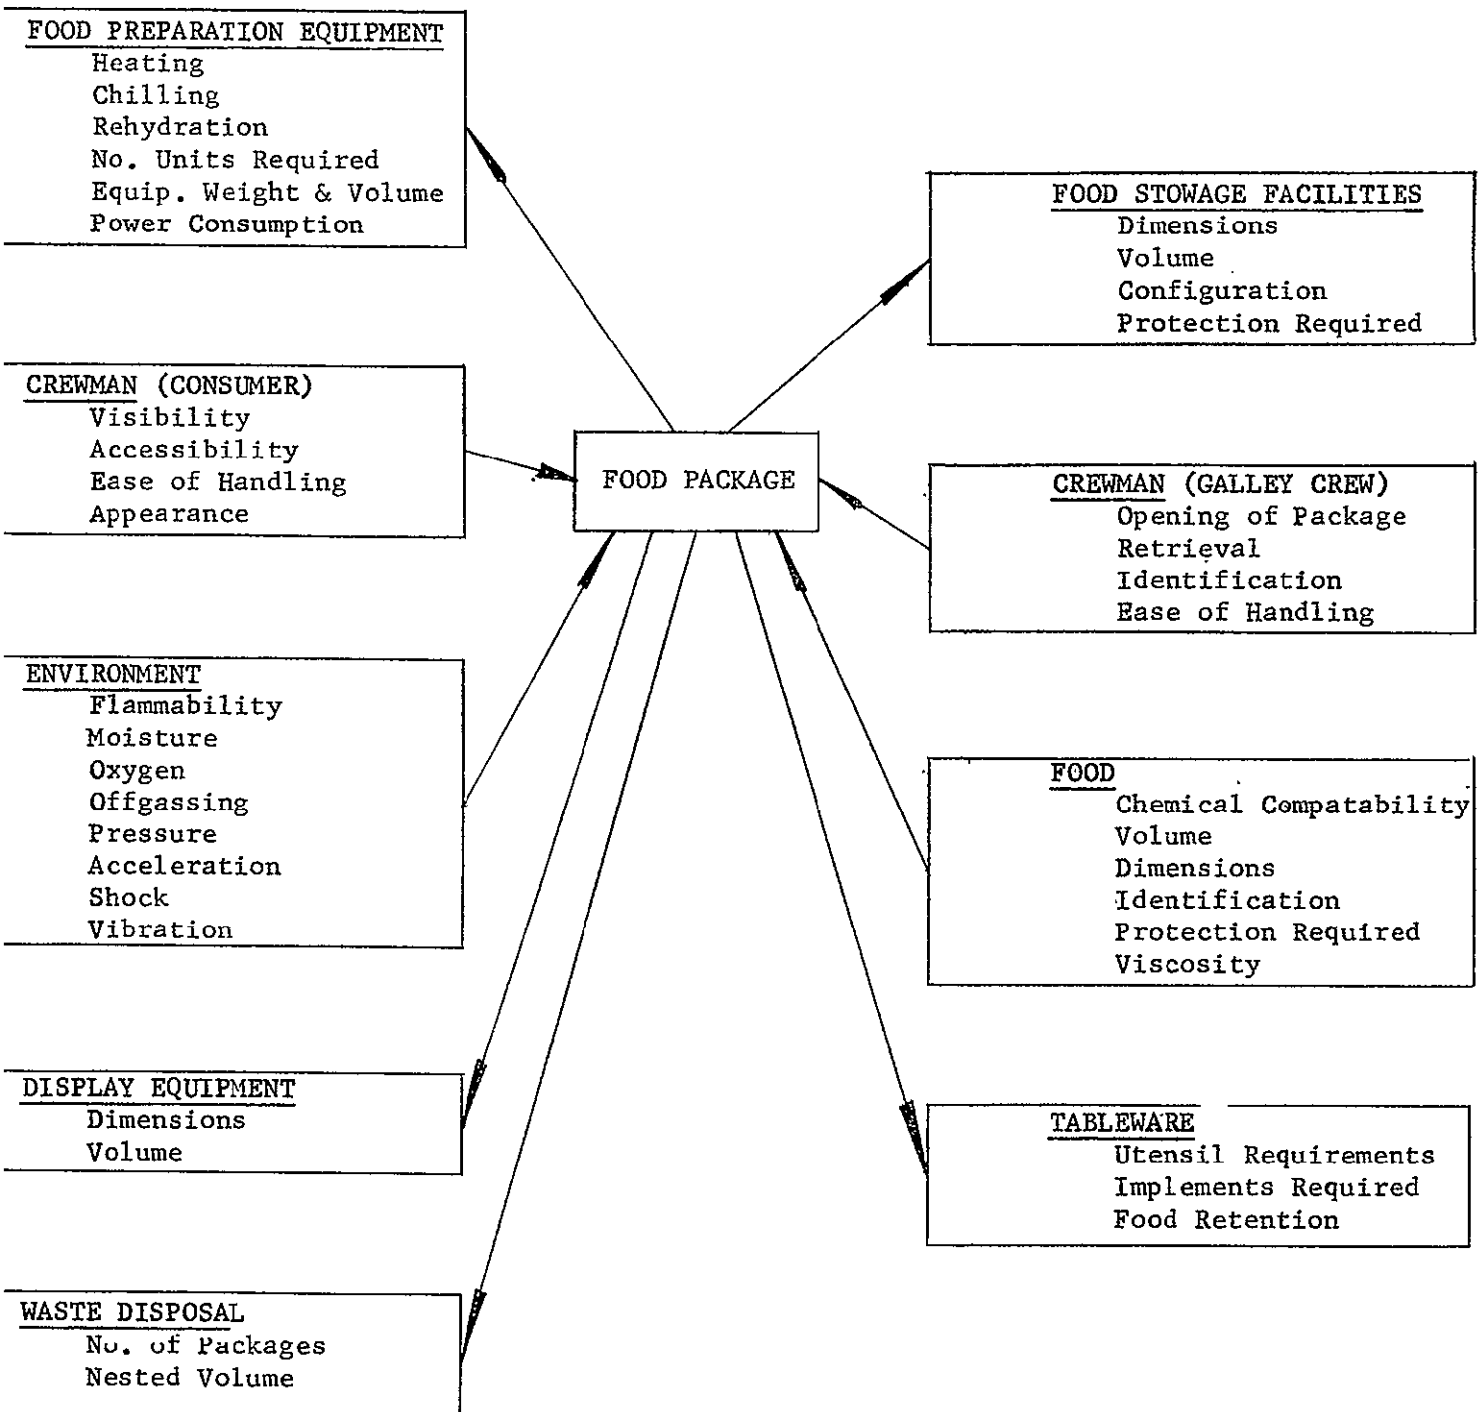 FOOD PREPARATION EQUIPMENT
Heating
Chilling
Rehydration
No. Units Required
Equip. Weight & Volume
Power Consumption
FOOD STOWAGE FACILITIES
Dimensions
Volume
Configuration
Protection Required
CREWMAN (CONSUMER)
Visibility
Accessibility
Ease of Handling
Appearance
FOOD PACKAGE
CREWMAN (GALLEY CREW)
Opening of Package
Retrieval
Identification
Ease of Handling
ENVIRONMENT
Flammability
Moisture
Oxygen
Offgassing
Pressure
Acceleration
Shock
Vibration
FOOD
Chemical Compatability
Volume
Dimensions
Identification
Protection Required
Viscosity
DISPLAY EQUIPMENT
Dimensions
Volume
TABLEWARE
Utensil Requirements
Implements Required
Food Retention
WASTE DISPOSAL
No. of Packages
Nested Volume